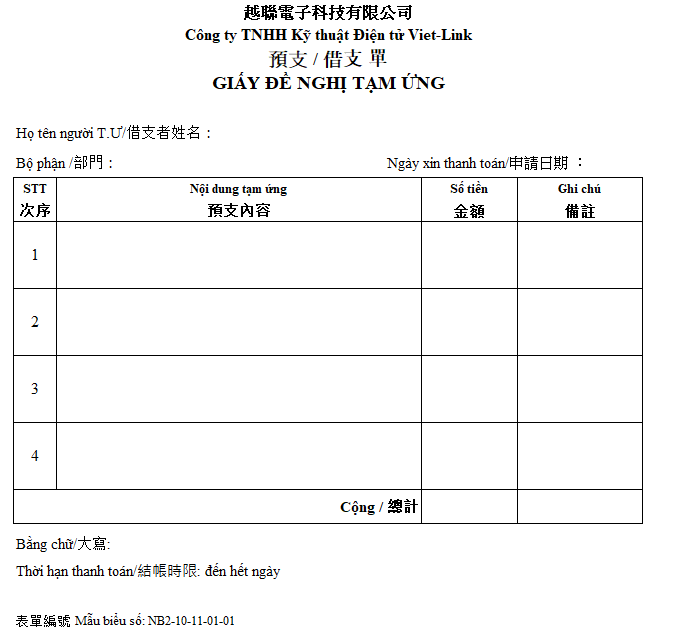 越聯電子科技有限公司
Công ty TNHH Kỹ thuật Điện tử Viet-Link
預支 / 借支 單
GIẤY ĐỀ NGHỊ TẠM ỨNG
Họ tên người T.Ư/借支者姓名：
Bộ phận /部門： Ngày xin thanh toán/申請日期 ：
STT Nội dung tạm ứng Số tiền Ghi chú
次序 預支內容 金額 備註
1
2
3
4
Cộng / 總計
Bằng chữ/大寫:
Thời hạn thanh toán/結帳時限: đến hết ngày
表單編號 Mẫu biểu số: NB2-10-11-01-01